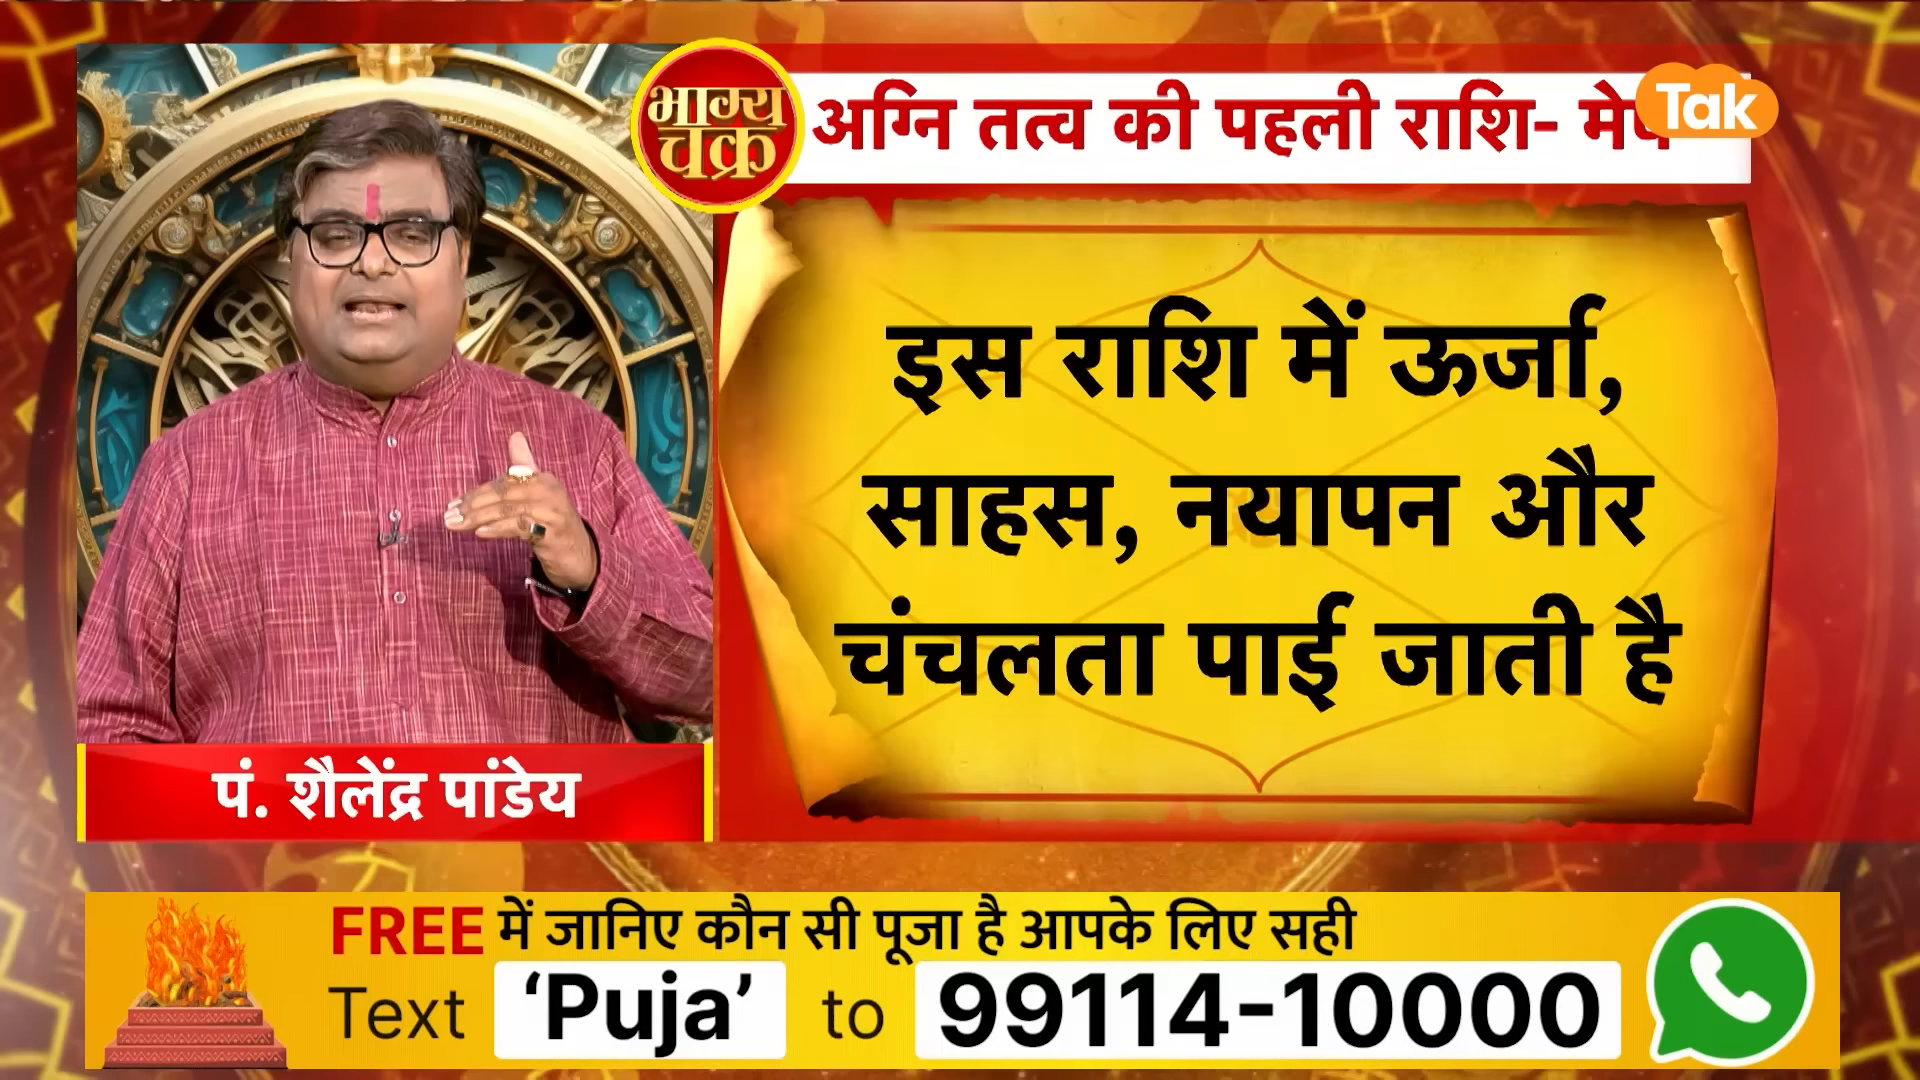 भाग्य
चक्र
अग्नि तत्व की पहली राशि-
Tak
इस राशि में ऊर्जा,
साहस, नयापन और
चंचलता पाई जाती है
पं. शैलेंद्र पांडेय
FREE में जानिए कौन सी पूजा है आपके लिए सही
Text 'Puja' to 99114-10000